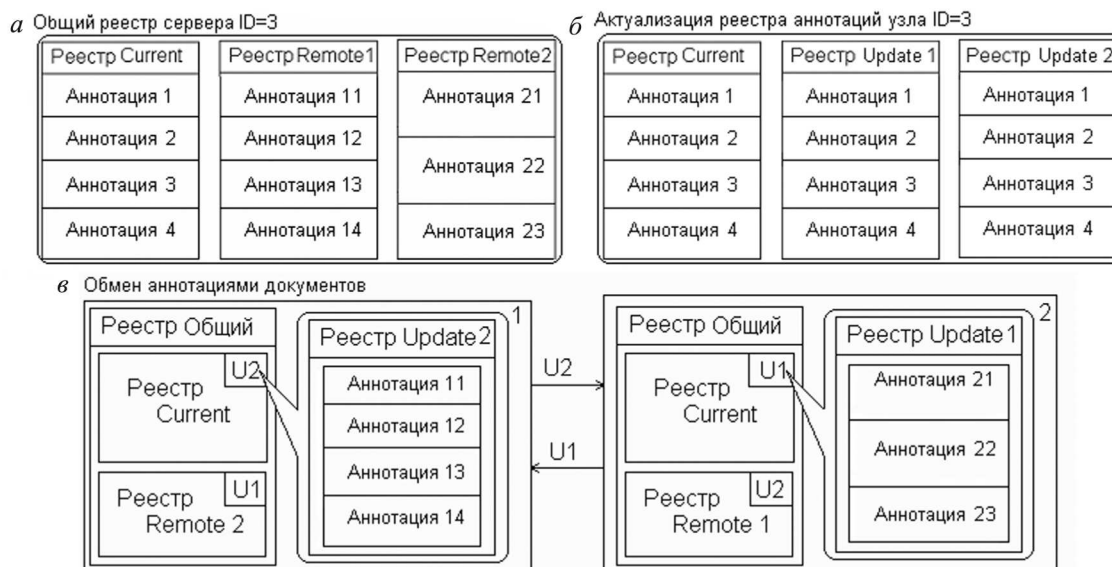 а Общий реестр сервера ID=3
Реестр Current
Аннотация 1
Аннотация 2
Аннотация 3
Аннотация 4
Реестр Remote1
Аннотация 11
Аннотация 12
Аннотация 13
Аннотация 14
Реестр Remote2
Аннотация 21
Аннотация 22
Аннотация 23
б Актуализация реестра аннотаций узла ID=3
Реестр Current
Аннотация 1
Аннотация 2
Аннотация 3
Аннотация 4
Реестр Update 1
Аннотация 1
Аннотация 2
Аннотация 3
Аннотация 4
Реестр Update 2
Аннотация 1
Аннотация 2
Аннотация 3
Аннотация 4
в Обмен аннотациями документов
1
Реестр Общий
U2
Реестр
Current
U1
Реестр
Remote 2
Реестр Update 2
Аннотация 11
Аннотация 12
Аннотация 13
Аннотация 14
U2
U1
2
Реестр Общий
U1
Реестр
Current
U2
Реестр
Remote 1
Реестр Update 1
Аннотация 21
Аннотация 22
Аннотация 23